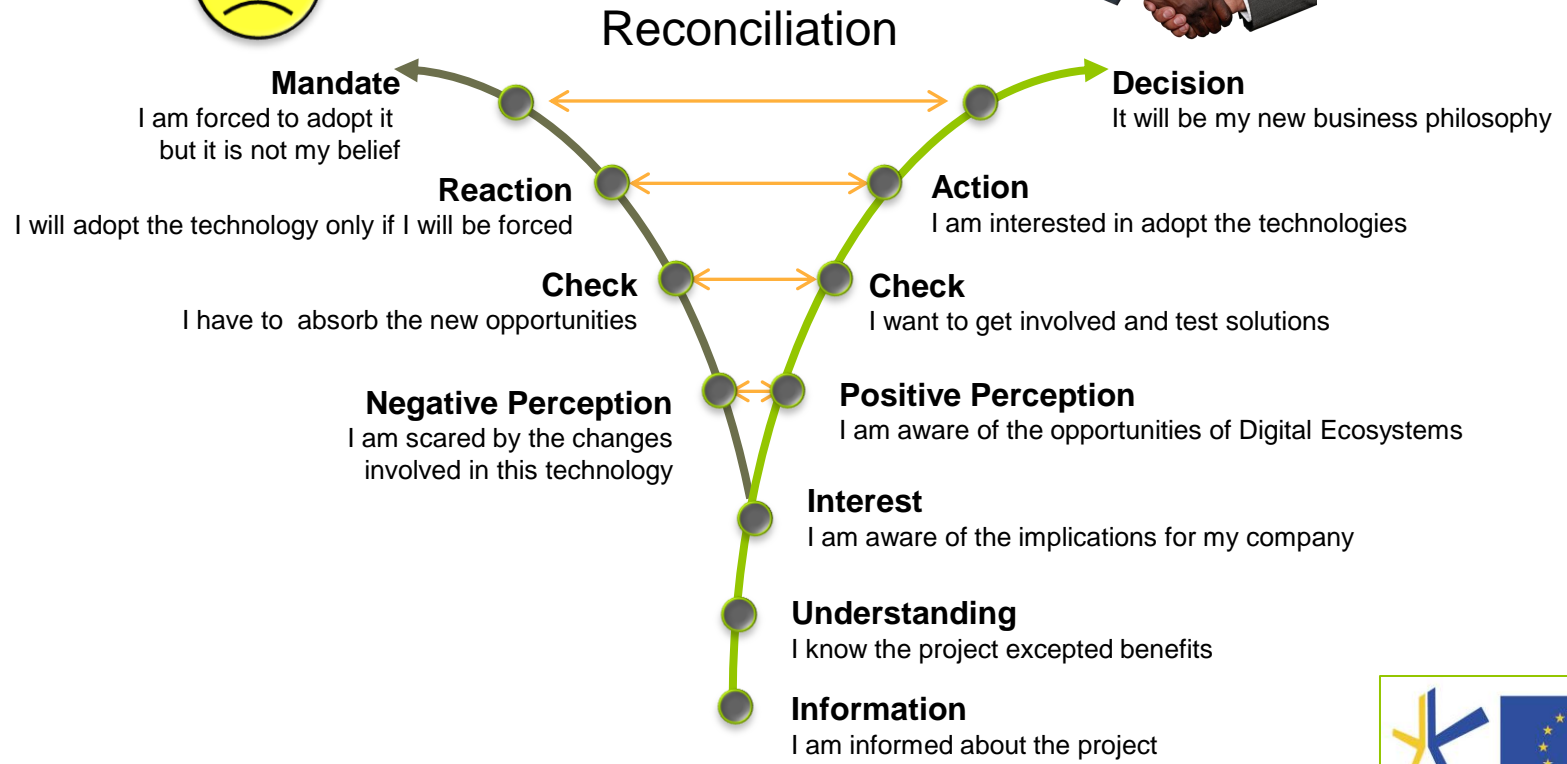 Reconciliation
Mandate
I am forced to adopt it
but it is not my belief
Decision
It will be my new business philosophy
Reaction
I will adopt the technology only if I will be forced
Action
I am interested in adopt the technologies
Check
I have to  absorb the new opportunities
Check
I want to get involved and test solutions
Negative Perception
I am scared by the changes
involved in this technology
Positive Perception
I am aware of the opportunities of Digital Ecosystems
Interest
I am aware of the implications for my company
Understanding
I know the project excepted benefits
Information
I am informed about the project